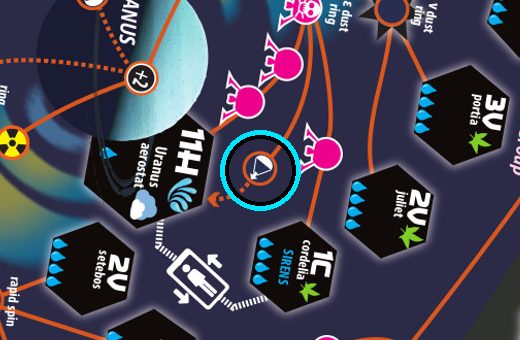 roup
3V
portia
V dust
ring
2V
juliet
ε dust
ring
1C
cordelia
SIRENS
11H
Uranus
aerostat
ANUS
+2
2V
setebos
rapid spin
ring